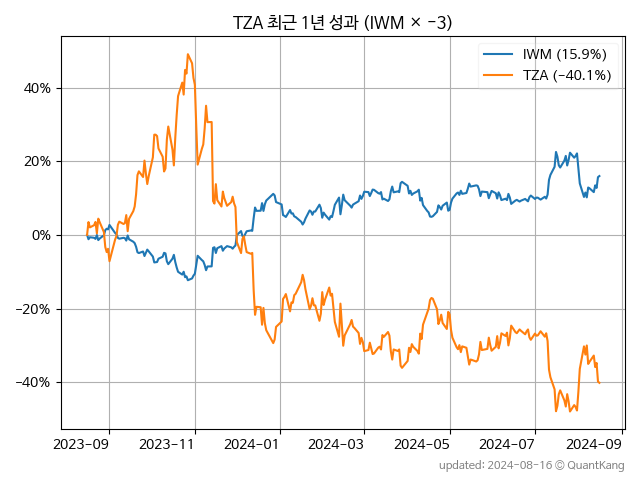 TZA 최근 1년 성과 (IWM × −3)
IWM (15.9%)
TZA (−40.1%)
40%
20%
0%
−20%
−40%
2023−09 2023−11 2024−01 2024−03 2024−05 2024−07 2024−09
updated: 2024−08−16 © QuantKang